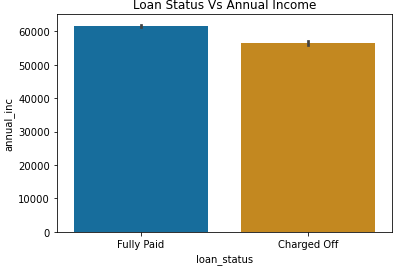 Loan Status Vs Annual Income
60000
50000
40000
30000
20000
10000
0
annual_inc
Fully Paid Charged Off
loan_status